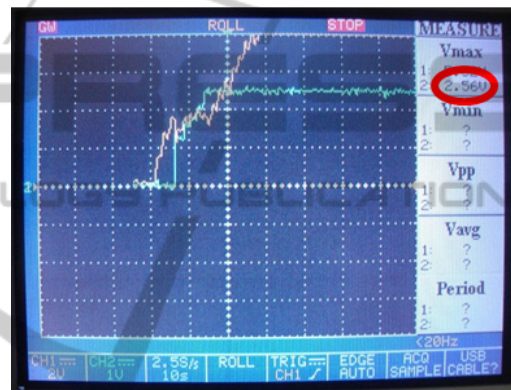 GW ROLL STOP MEASURE
Vmax
1:
2: 2.56V
Vmin
1: ?
2: ?
Vpp
1: ?
2: ?
Vavg
1: ?
2: ?
Period
1: ?
2: ?
<20Hz
CH1 CH2 2.5S/s ROLL TRIG EDGE ACQ USB
2V 1V 10s CH1 AUTO SAMPLE CABLE?
2